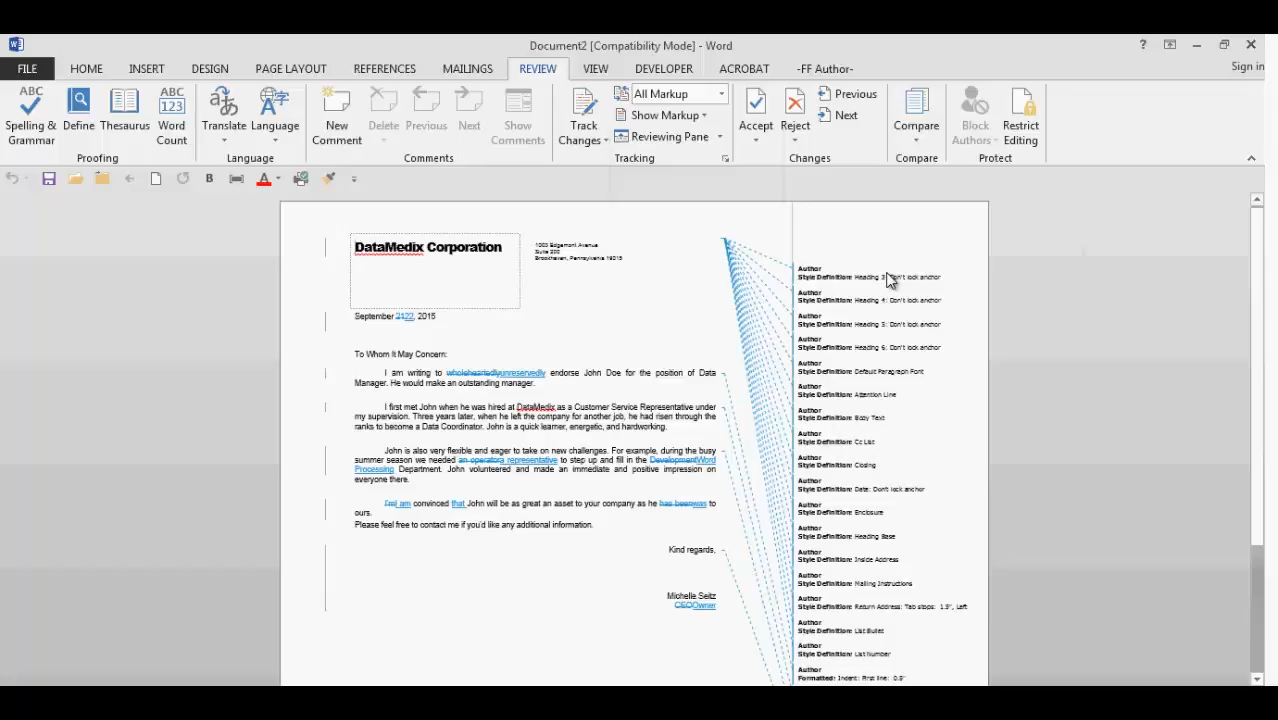 Document2 [Compatibility Mode] - Word
?
Sign in
FILE HOME INSERT DESIGN PAGE LAYOUT REFERENCES MAILINGS REVIEW VIEW DEVELOPER ACROBAT -FF Author-
ABC
Spelling & Grammar
Define
Thesaurus
ABC
123
Word Count
Proofing
Translate
Language
Language
New Comment
Delete
Previous
Next
Show Comments
Comments
Track Changes
All Markup
Show Markup
Reviewing Pane
Tracking
Accept
Reject
Previous
Next
Changes
Compare
Compare
Block Authors
Restrict Editing
Protect
B A
DataMedix Corporation
1003 Edgemont Avenue
Suite 200
Brookhaven, Pennsylvania 19015
September 2122, 2015
To Whom It May Concern:
I am writing to wholeheartedlyunreservedly endorse John Doe for the position of Data
Manager. He would make an outstanding manager.
I first met John when he was hired at DataMedix as a Customer Service Representative under
my supervision. Three years later, when he left the company for another job, he had risen through the
ranks to become a Data Coordinator. John is a quick learner, energetic, and hardworking.
John is also very flexible and eager to take on new challenges. For example, during the busy
summer season we needed an operatora representative to step up and fill in the DevelopmentWord
Processing Department. John volunteered and made an immediate and positive impression on
everyone there.
I'mI am convinced that John will be as great an asset to your company as he has beenwas to
ours.
Please feel free to contact me if you'd like any additional information.
Kind regards,
Michelle Seitz
CEOOwner
Author
Style Definition: Heading 3: Don't lock anchor
Author
Style Definition: Heading 4: Don't lock anchor
Author
Style Definition: Heading 5: Don't lock anchor
Author
Style Definition: Heading 6: Don't lock anchor
Author
Style Definition: Default Paragraph Font
Author
Style Definition: Attention Line
Author
Style Definition: Body Text
Author
Style Definition: Cc List
Author
Style Definition: Closing
Author
Style Definition: Date: Don't lock anchor
Author
Style Definition: Enclosure
Author
Style Definition: Heading Base
Author
Style Definition: Inside Address
Author
Style Definition: Mailing Instructions
Author
Style Definition: Return Address: Tab stops: 1.5", Left
Author
Style Definition: List Bullet
Author
Style Definition: List Number
Author
Formatted: Indent: First line: 0.5"